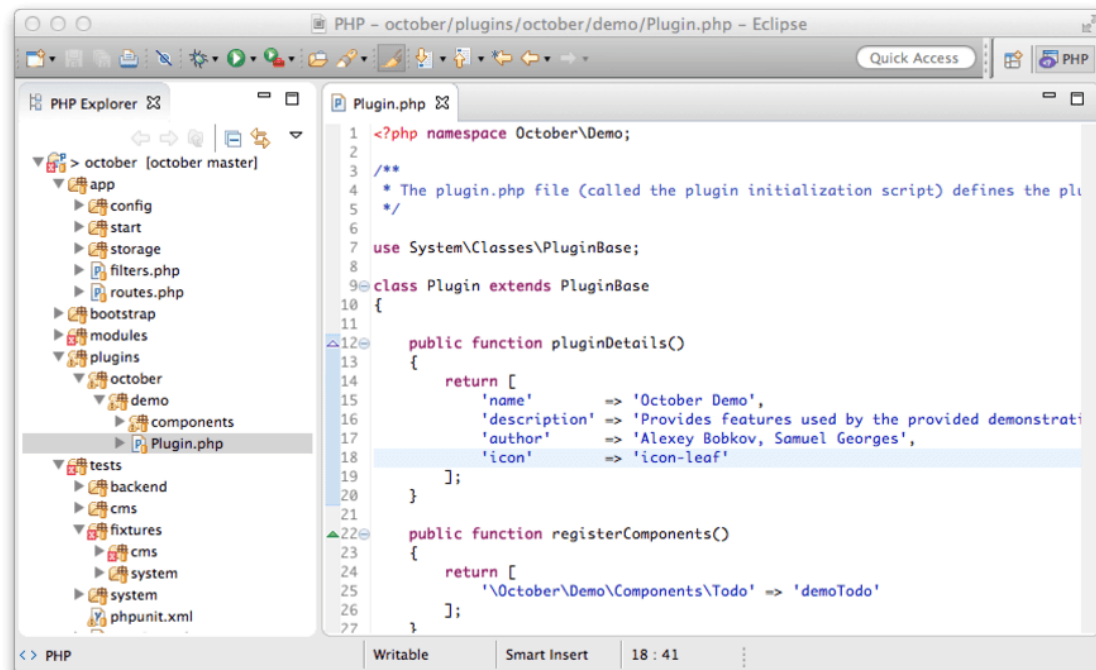 PHP – october/plugins/october/demo/Plugin.php – Eclipse
Quick Access
PHP
PHP Explorer
> october [october master]
app
config
start
storage
filters.php
routes.php
bootstrap
modules
plugins
october
demo
components
Plugin.php
tests
backend
cms
fixtures
cms
system
system
phpunit.xml
Plugin.php
1 <?php namespace October\Demo;
2
3 /**
4  * The plugin.php file (called the plugin initialization script) defines the plu
5  */
6
7 use System\Classes\PluginBase;
8
9 class Plugin extends PluginBase
10 {
11
12     public function pluginDetails()
13     {
14         return [
15             'name'        => 'October Demo',
16             'description' => 'Provides features used by the provided demonstrati
17             'author'      => 'Alexey Bobkov, Samuel Georges',
18             'icon'        => 'icon-leaf'
19         ];
20     }
21
22     public function registerComponents()
23     {
24         return [
25             '\October\Demo\Components\Todo' => 'demoTodo'
26         ];
27     }
<> PHP
Writable
Smart Insert
18 : 41